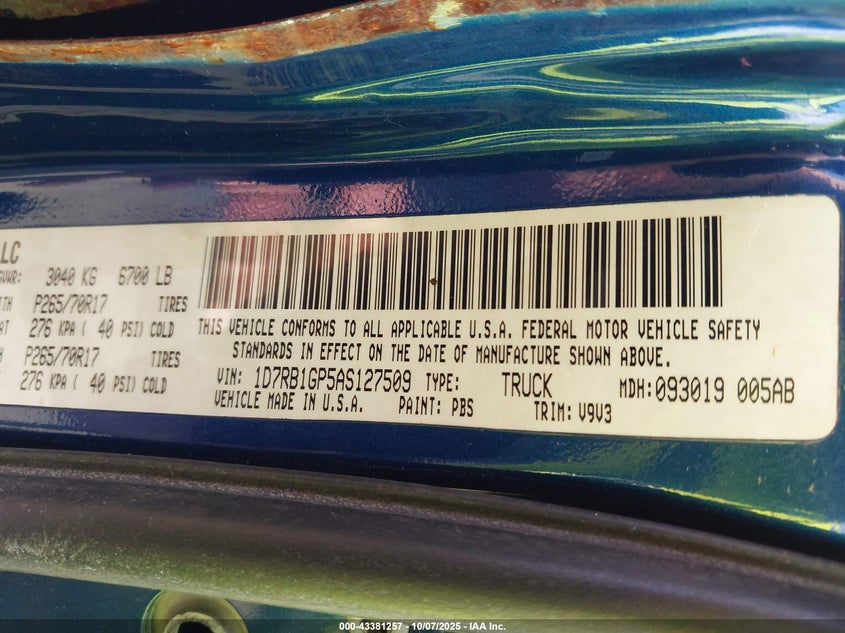 LC
GVWR: 3040 KG 6700 LB
TH P265/70R17 TIRES
AT 276 KPA ( 40 PSI) COLD
H P265/70R17 TIRES
276 KPA ( 40 PSI) COLD
THIS VEHICLE CONFORMS TO ALL APPLICABLE U.S.A. FEDERAL MOTOR VEHICLE SAFETY
STANDARDS IN EFFECT ON THE DATE OF MANUFACTURE SHOWN ABOVE.
VIN: 1D7RB1GP5AS127509 TYPE: TRUCK MDH: 093019 005AB
VEHICLE MADE IN U.S.A. PAINT: PBS TRIM: V9V3
000-43381257 | 10/07/2025 - IAA Inc.